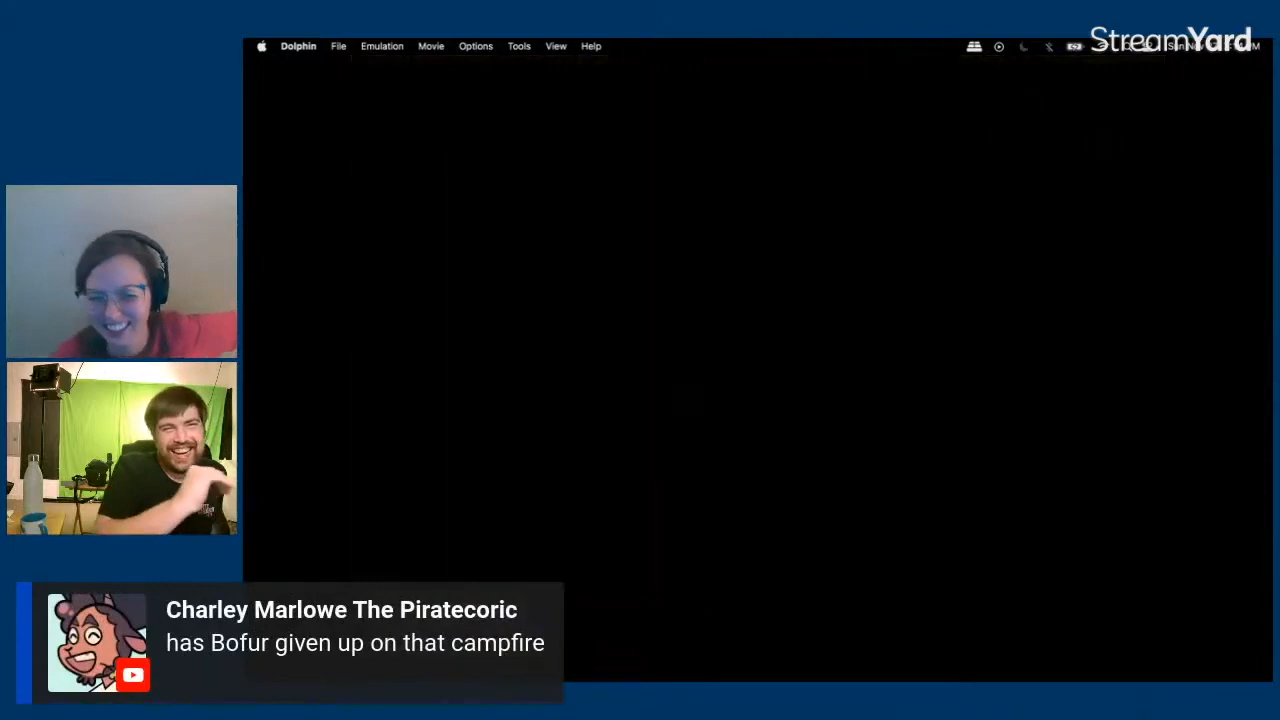 StreamYard
Dolphin File Emulation Movie Options Tools View Help
Charley Marlowe The Piratecoric
has Bofur given up on that campfire